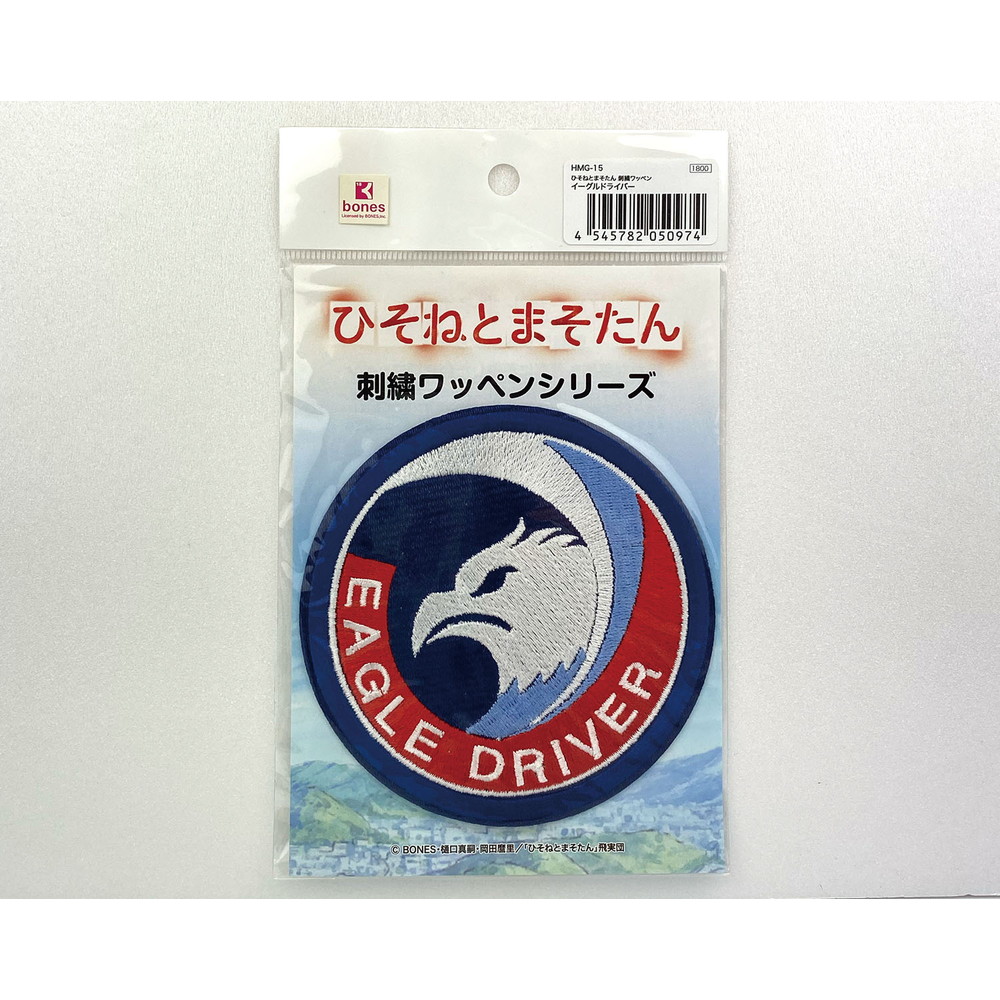 bones
Licensed by BONES,inc.
HMG-15
1800
ひそねとまそたん 刺繍ワッペン
イーグルドライバー
4 545782 050974
ひそねとまそたん
刺繍ワッペンシリーズ
EAGLE DRIVER
© BONES・樋口真嗣・岡田麿里/「ひそねとまそたん」飛実団